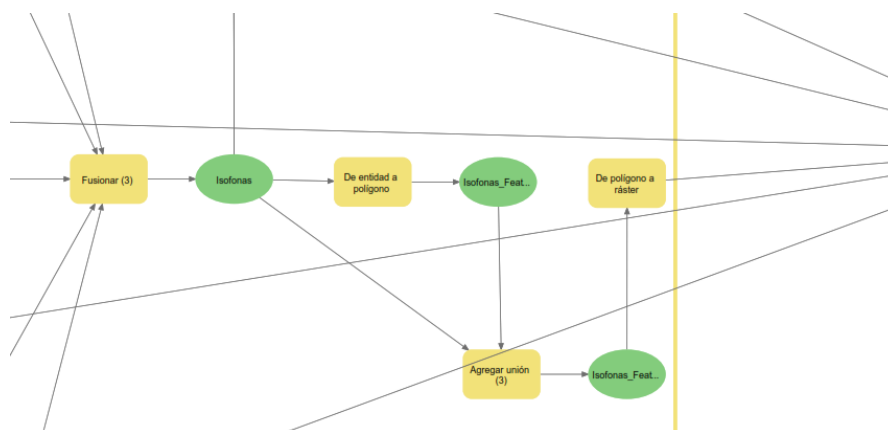 Fusionar (3)
Isofonas
De entidad a
polígono
Isofonas_Feat...
De polígono a
ráster
Agregar unión
(3)
Isofonas_Feat...